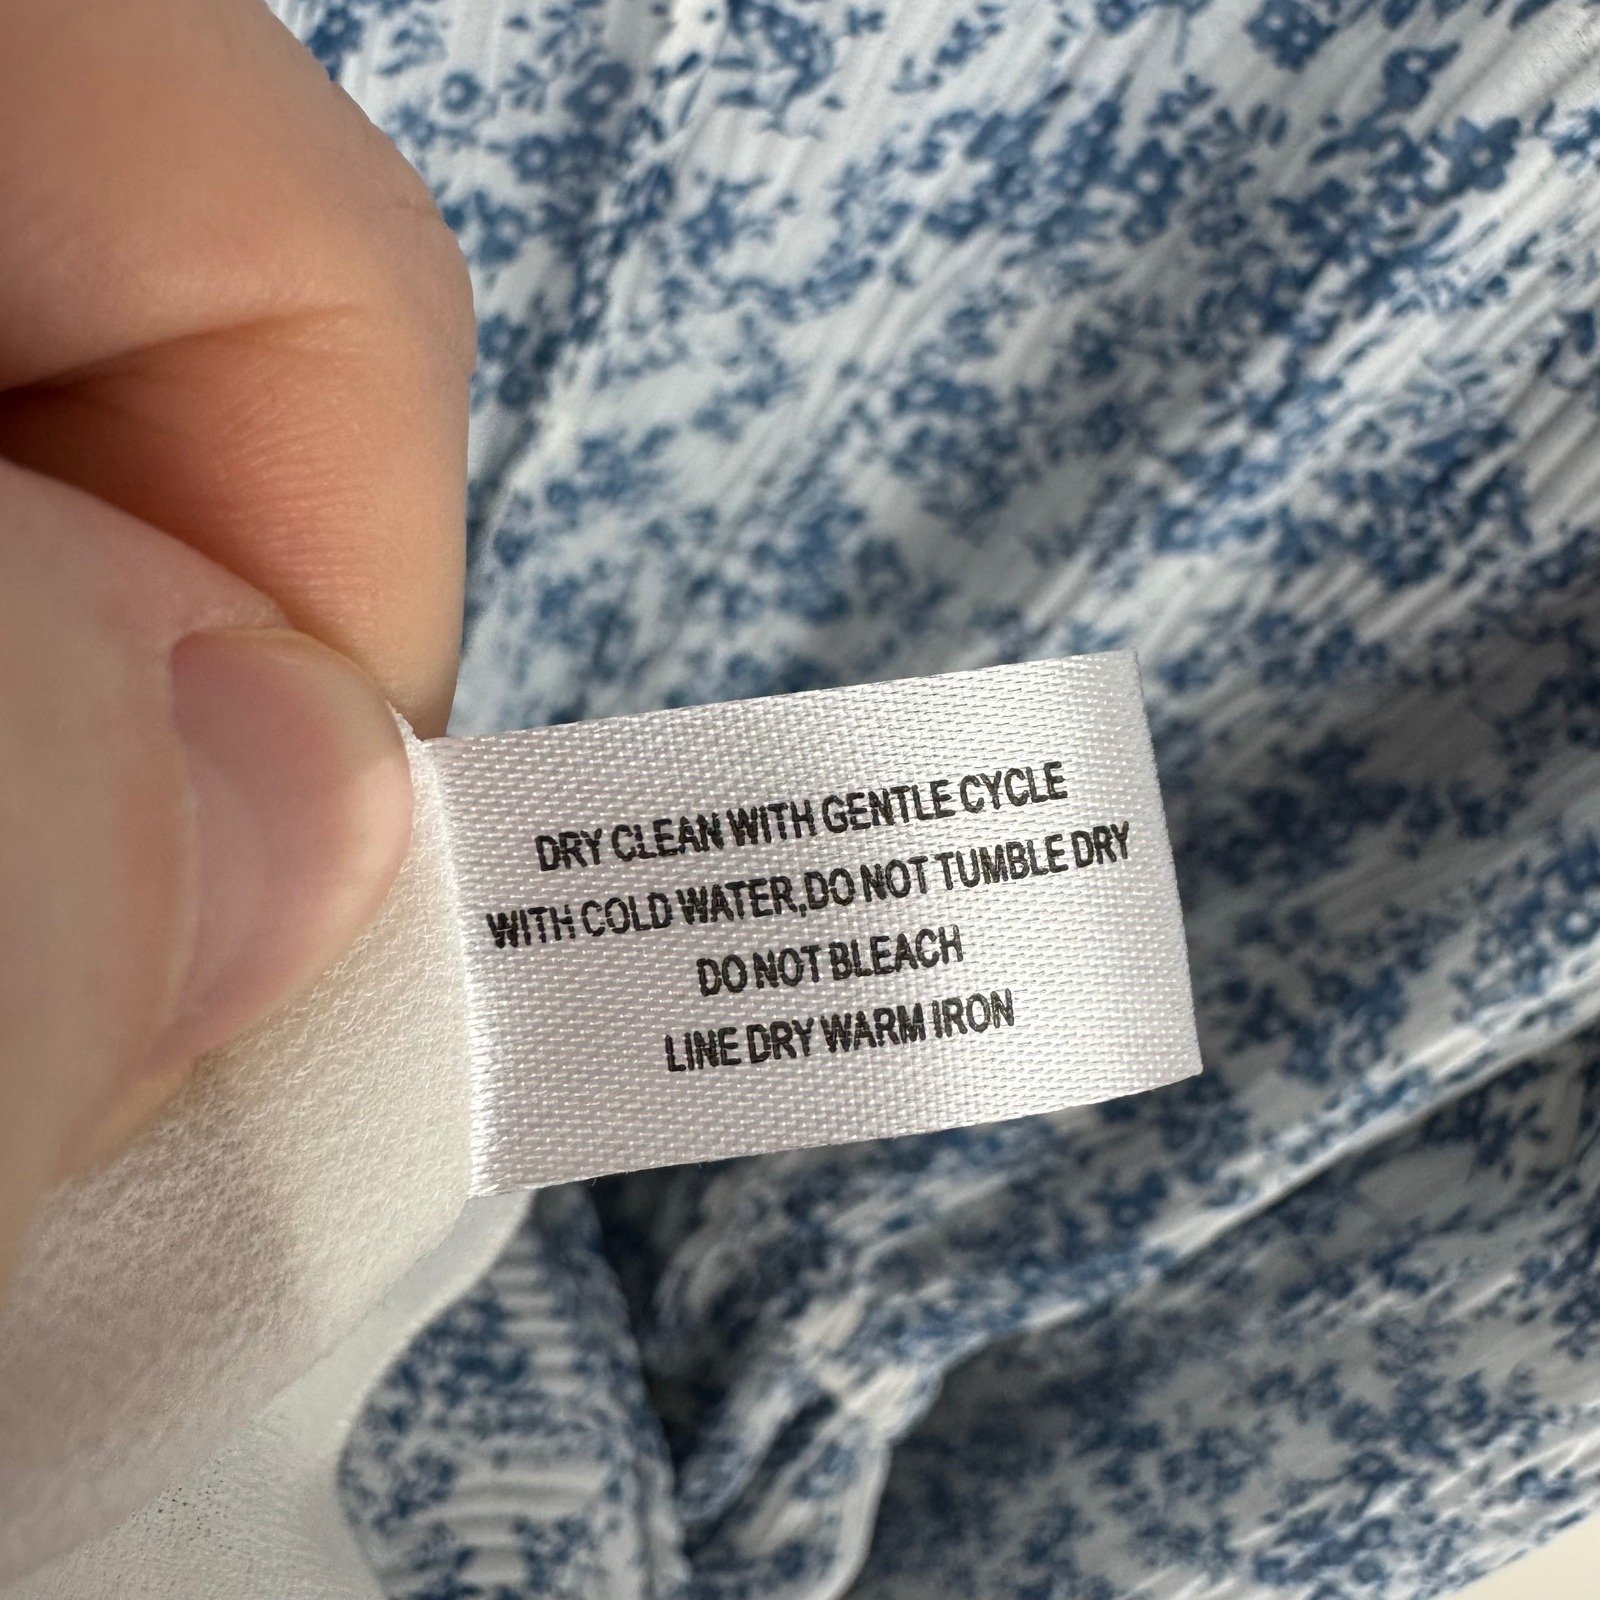 DRY CLEAN WITH GENTLE CYCLE
WITH COLD WATER,DO NOT TUMBLE DRY
DO NOT BLEACH
LINE DRY WARM IRON